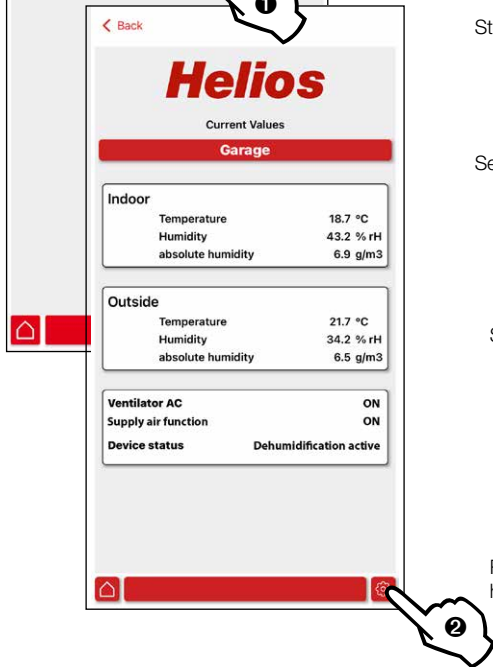 ❶
Back
Helios
Current Values
Garage
Indoor
Temperature 18.7 °C
Humidity 43.2 % rH
absolute humidity 6.9 g/m3
Outside
Temperature 21.7 °C
Humidity 34.2 % rH
absolute humidity 6.5 g/m3
Ventilator AC ON
Supply air function ON
Device status Dehumidification active
❷